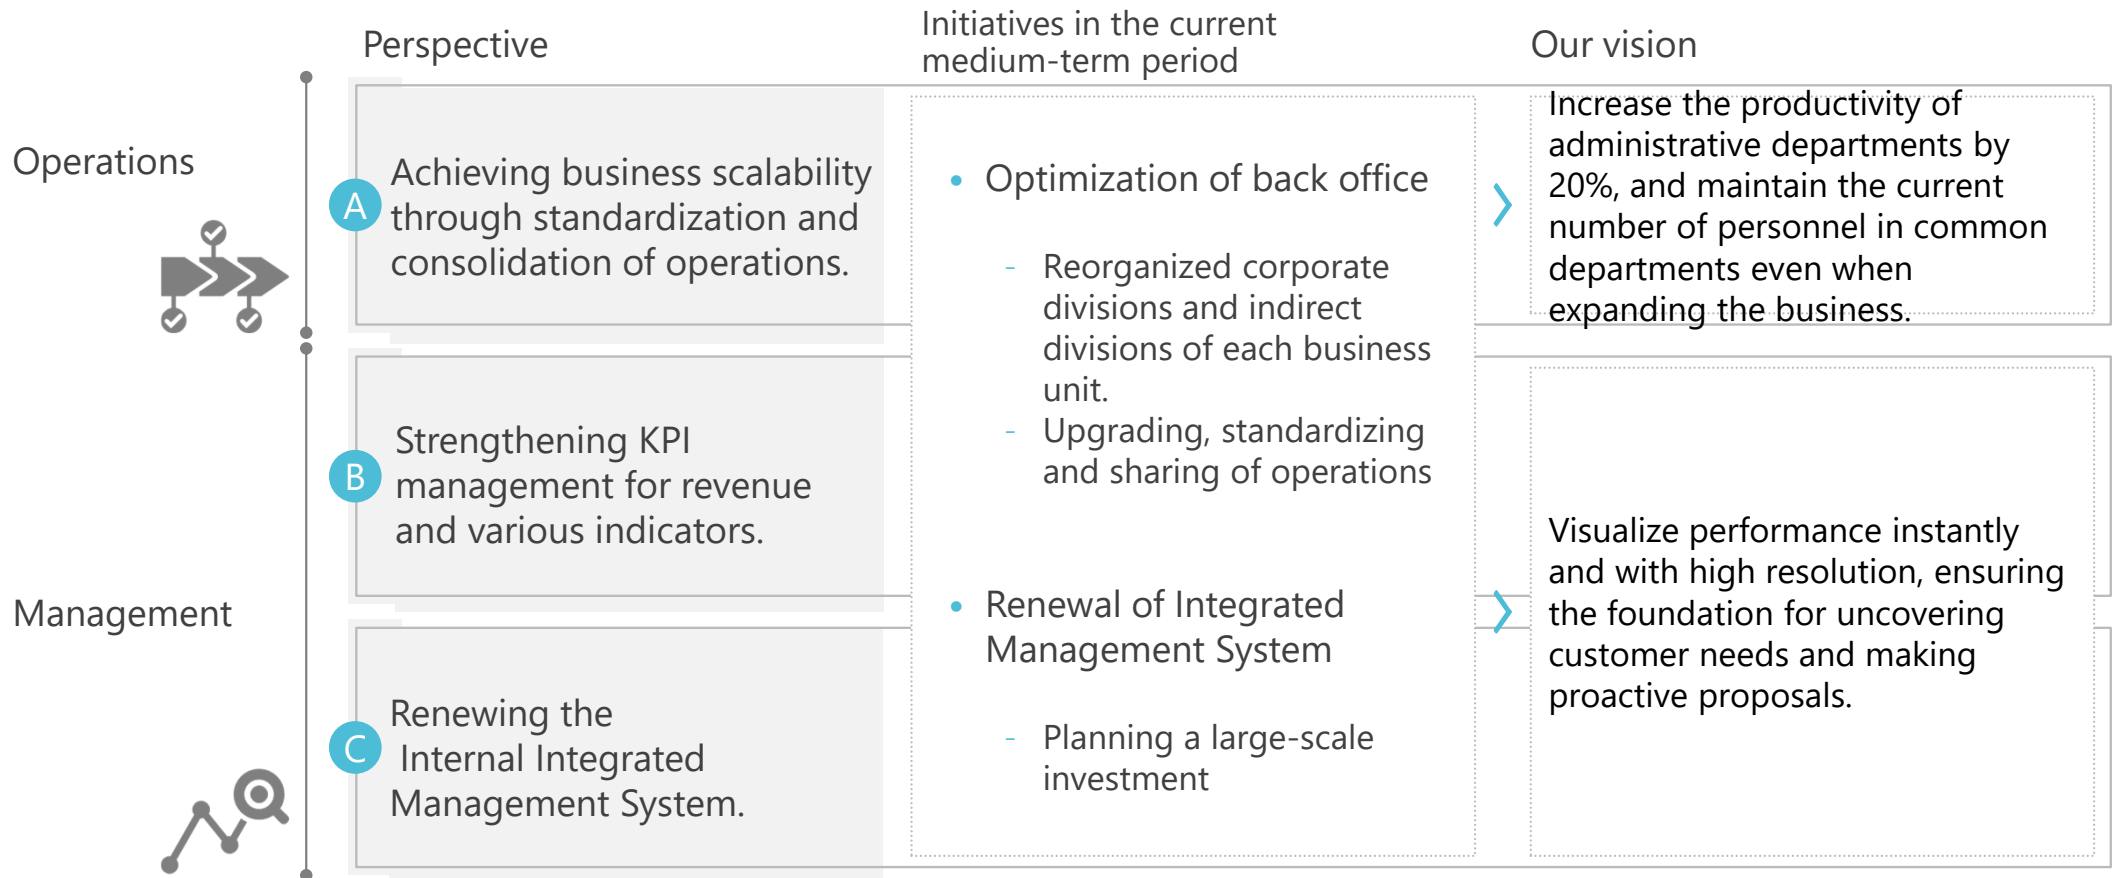 Perspective
Initiatives in the current
medium-term period
Our vision
Operations
A
Achieving business scalability
through standardization and
consolidation of operations.
• Optimization of back office
- Reorganized corporate
divisions and indirect
divisions of each business
unit.
- Upgrading, standardizing
and sharing of operations
Increase the productivity of
administrative departments by
20%, and maintain the current
number of personnel in common
departments even when
expanding the business.
Management
B
Strengthening KPI
management for revenue
and various indicators.
C
Renewing the
Internal Integrated
Management System.
• Renewal of Integrated
Management System
- Planning a large-scale
investment
Visualize performance instantly
and with high resolution, ensuring
the foundation for uncovering
customer needs and making
proactive proposals.